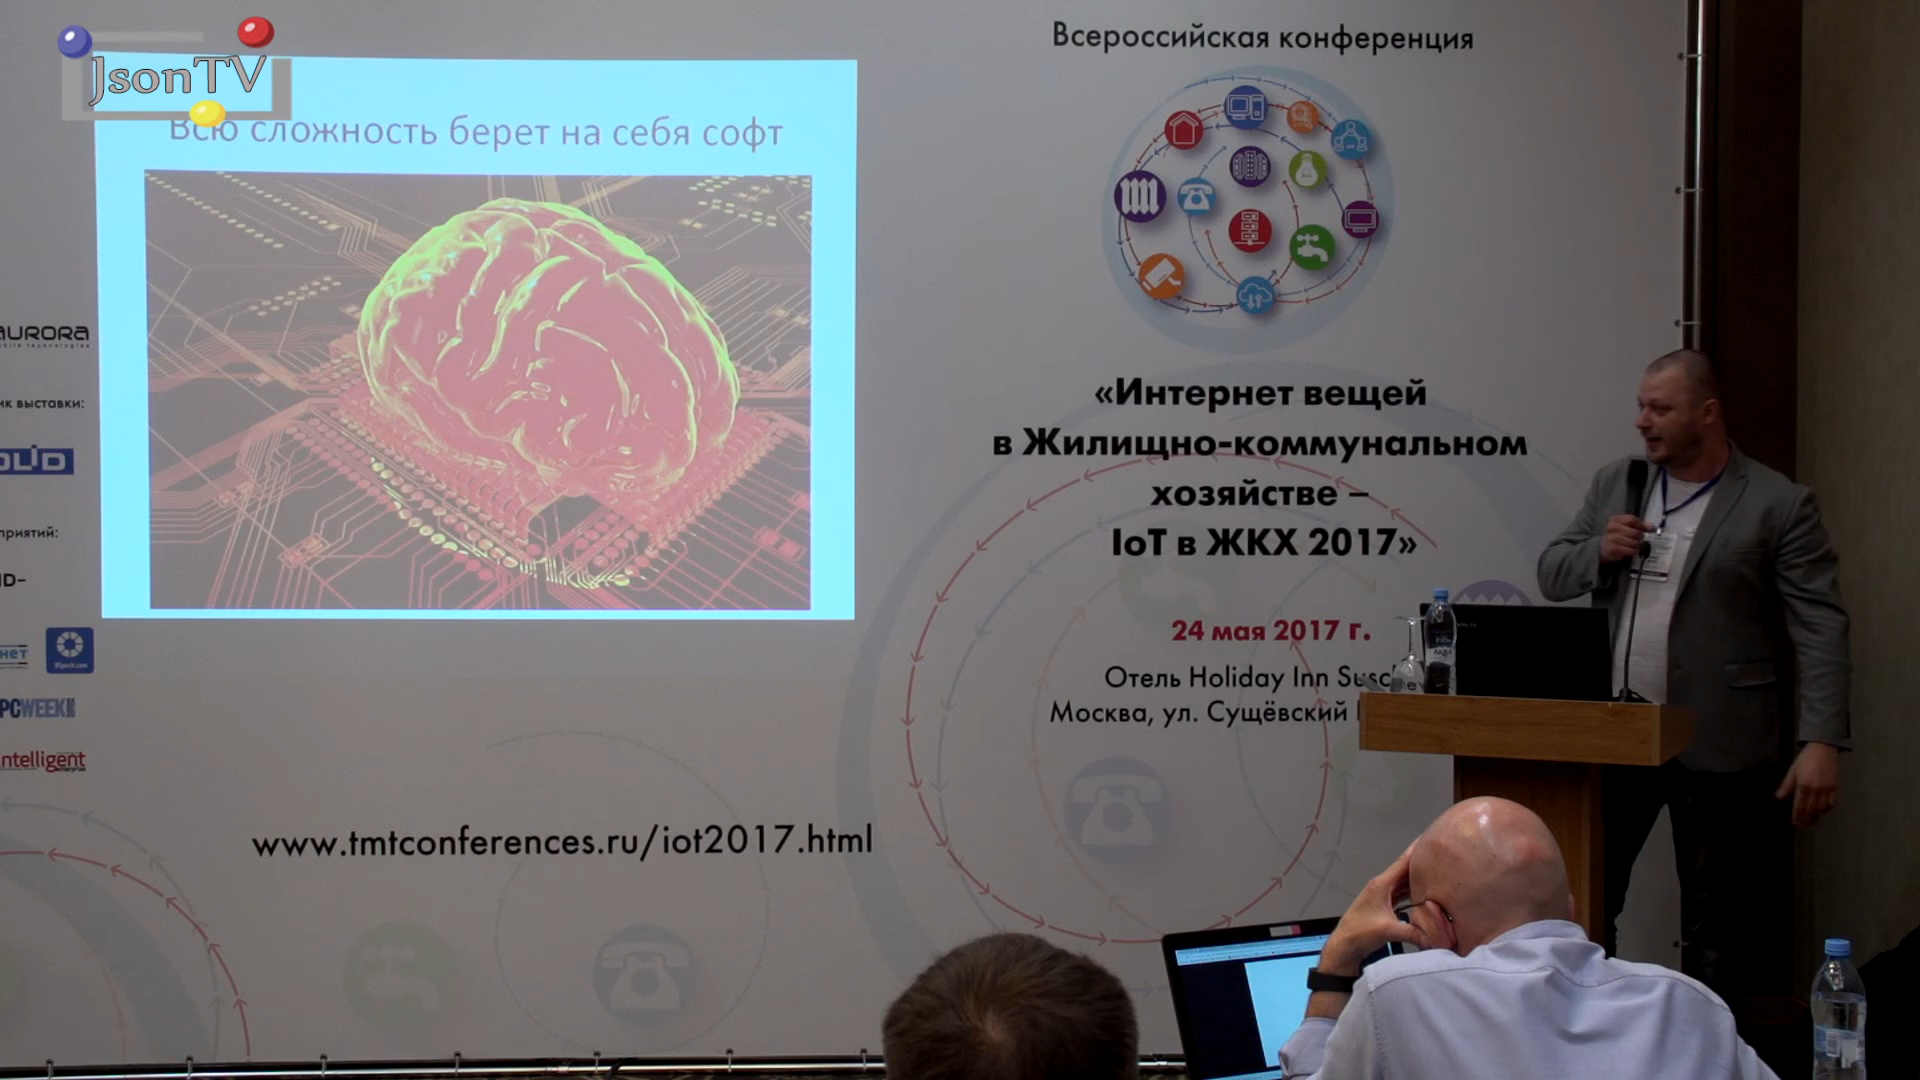 JsonTV
Всю сложность берет на себя софт
Всероссийская конференция
«Интернет вещей
в Жилищно-коммунальном
хозяйстве –
IoT в ЖКХ 2017»
24 мая 2017 г.
Отель Holiday Inn
Москва, ул. Сущёвский
www.tmtconferences.ru/iot2017.html
AURORA
выставки:
PCWEEK